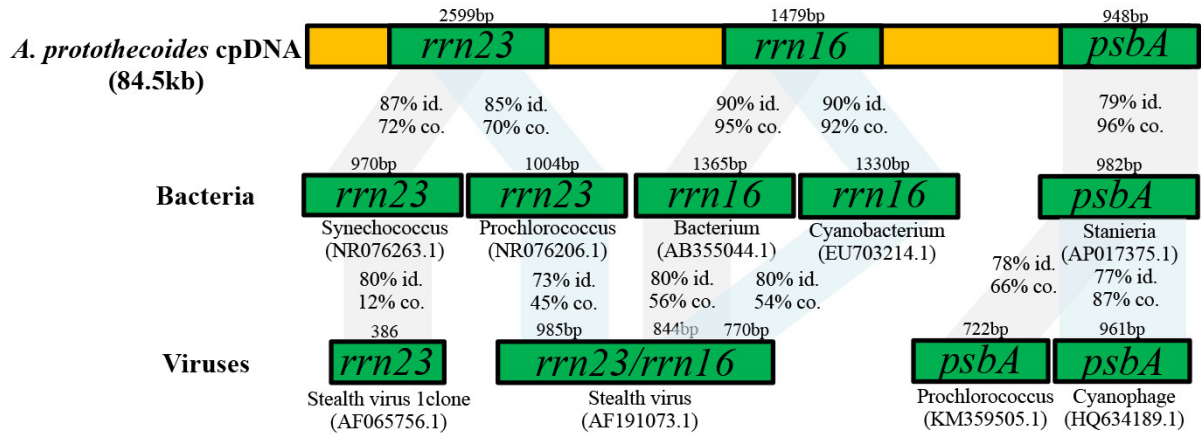 2599bp 1479bp 948bp
A. protothecoides cpDNA rrn23 rrn16 psbA
(84.5kb)
87% id. 85% id. 90% id. 90% id. 79% id.
72% co. 70% co. 95% co. 92% co. 96% co.
970bp 1004bp 1365bp 1330bp 982bp
Bacteria rrn23 rrn23 rrn16 rrn16 psbA
Synechococcus Prochlorococcus Bacterium Cyanobacterium Stanieria
(NR076263.1) (NR076206.1) (AB355044.1) (EU703214.1) (AP017375.1)
80% id. 73% id. 80% id. 80% id. 78% id. 77% id.
12% co. 45% co. 56% co. 54% co. 66% co. 87% co.
386 985bp 844bp 770bp 722bp 961bp
Viruses rrn23 rrn23/rrn16 psbA psbA
Stealth virus 1clone Stealth virus Prochlorococcus Cyanophage
(AF065756.1) (AF191073.1) (KM359505.1) (HQ634189.1)